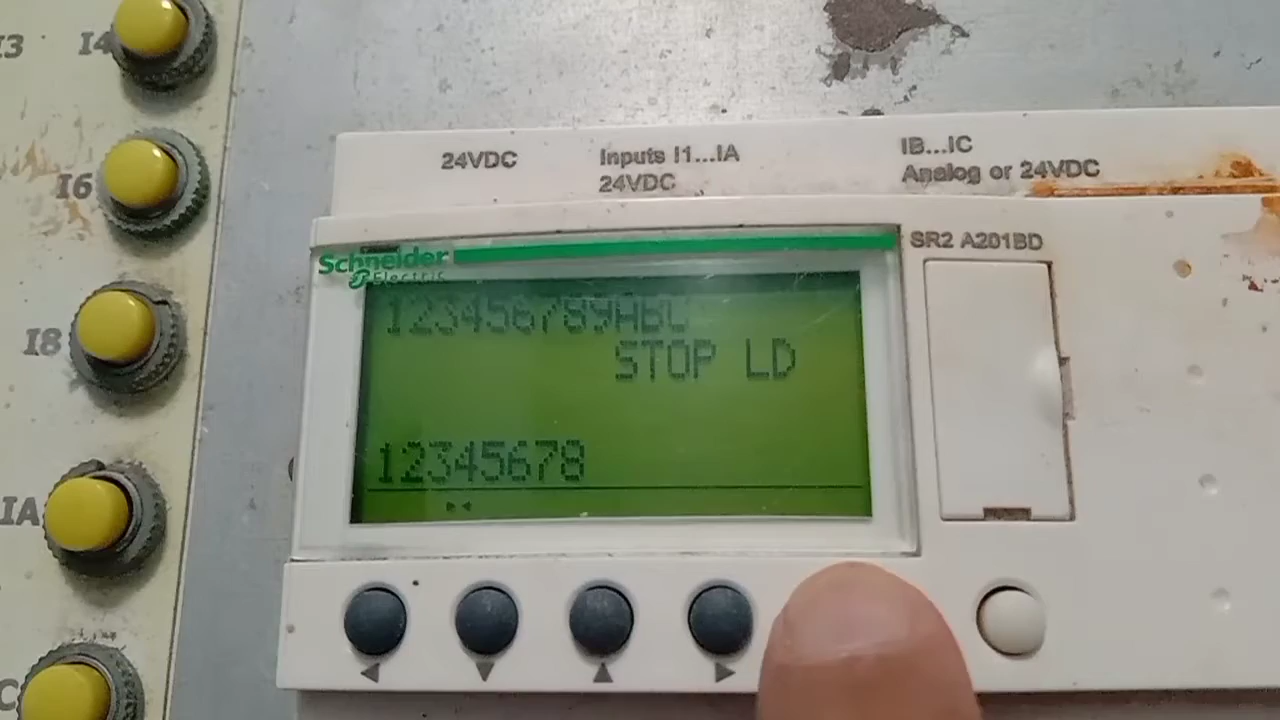 I3
I4
24VDC
Inputs I1...IA
24VDC
IB...IC
Analog or 24VDC
I6
SR2 A201BD
Schneider
Electric
123456789AbC
STOP LD
I8
12345678
IA
C